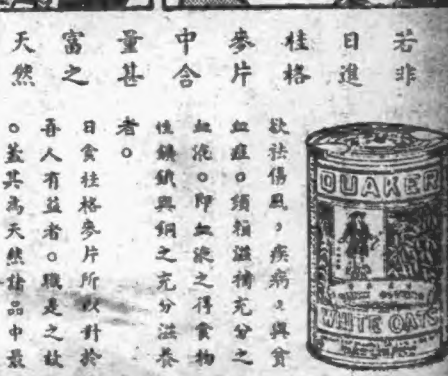 若非
日進
桂格
麥片
中含
量甚
富之
天然
欲祛傷風,疾病,與貧
血症。須賴滋補充分之
血液。即血液之得食物
性鐵與銅之充分滋養
者。
日食桂格麥片所以對於
吾人有益者。職是之故
。蓋其為天然諸品中最
QUAKER
WHITE OATS